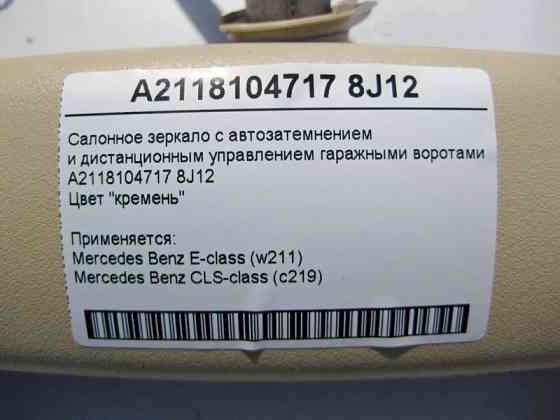 A2118104717 8J12
Салонное зеркало с автозатемнением
и дистанционным управлением гаражными воротами
A2118104717 8J12
Цвет "кремень"
Применяется:
Mercedes Benz E-class (w211)
Mercedes Benz CLS-class (c219)